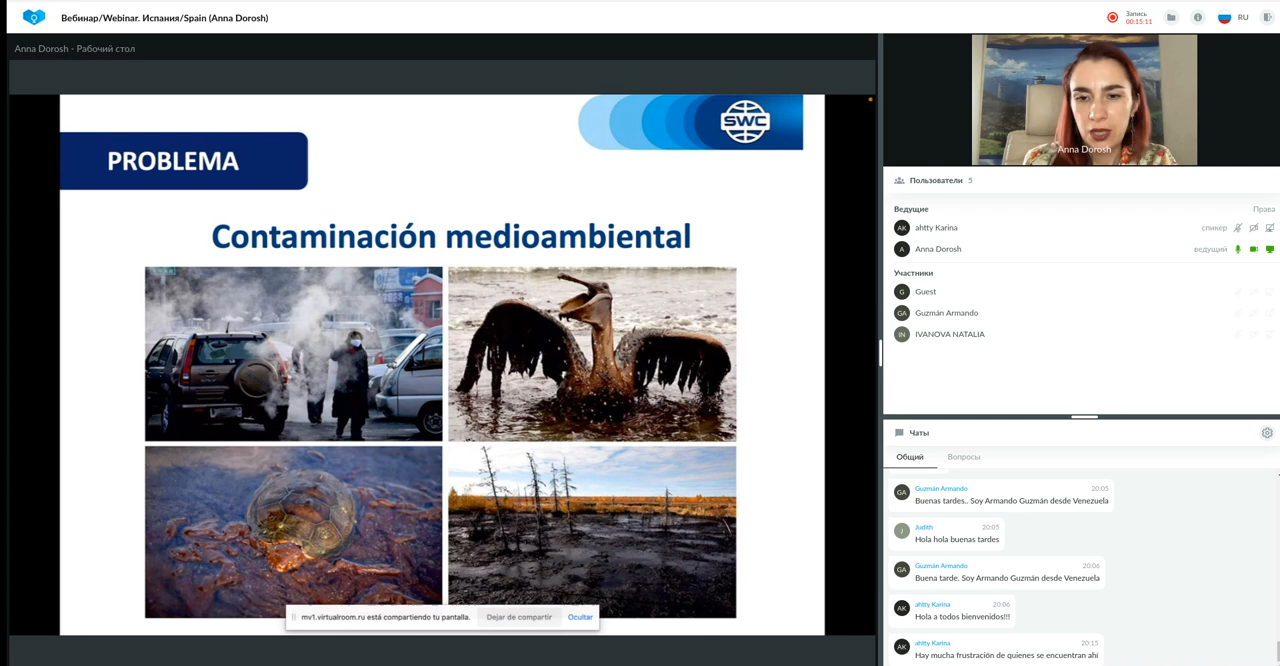 Вебинар/Webinar. Испания/Spain (Anna Dorosh)
Запись
00:15:11
RU
Anna Dorosh - Рабочий стол
SWC
PROBLEMA
Contaminación medioambiental
mv1.virtualroom.ru está compartiendo tu pantalla.
Dejar de compartir
Ocultar
Anna Dorosh
Пользователи 5
Ведущие
Права
AK ahtty Karina
спикер
A Anna Dorosh
ведущий
Участники
G Guest
GA Guzmán Armando
IN IVANOVA NATALIA
Чаты
Общий
Вопросы
GA Guzmán Armando 20:05
Buenas tardes.. Soy Armando Guzmán desde Venezuela
J Judith 20:05
Hola hola buenas tardes
GA Guzmán Armando 20:06
Buena tarde. Soy Armando Guzmán desde Venezuela
AK ahtty Karina 20:06
Hola a todos bienvenidos!!!
AK ahtty Karina 20:15
Hay mucha frustración de quienes se encuentran ahí